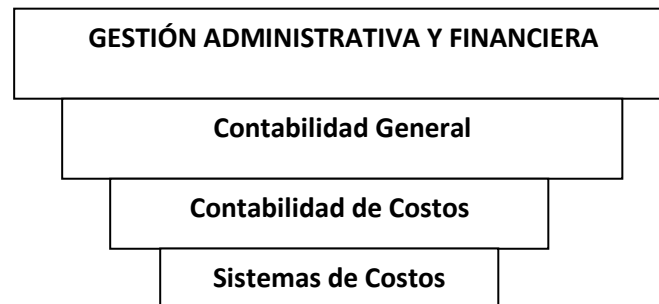 GESTIÓN ADMINISTRATIVA Y FINANCIERA
Contabilidad General
Contabilidad de Costos
Sistemas de Costos